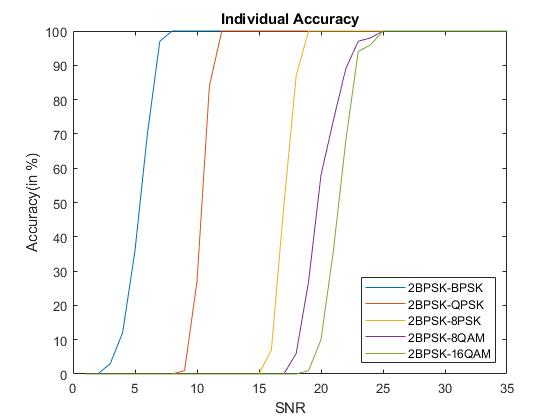 Individual Accuracy
100
90
80
70
60
50
40
30
20
10
0
Accuracy(in %)
0 5 10 15 20 25 30 35
SNR
2BPSK-BPSK
2BPSK-QPSK
2BPSK-8PSK
2BPSK-8QAM
2BPSK-16QAM